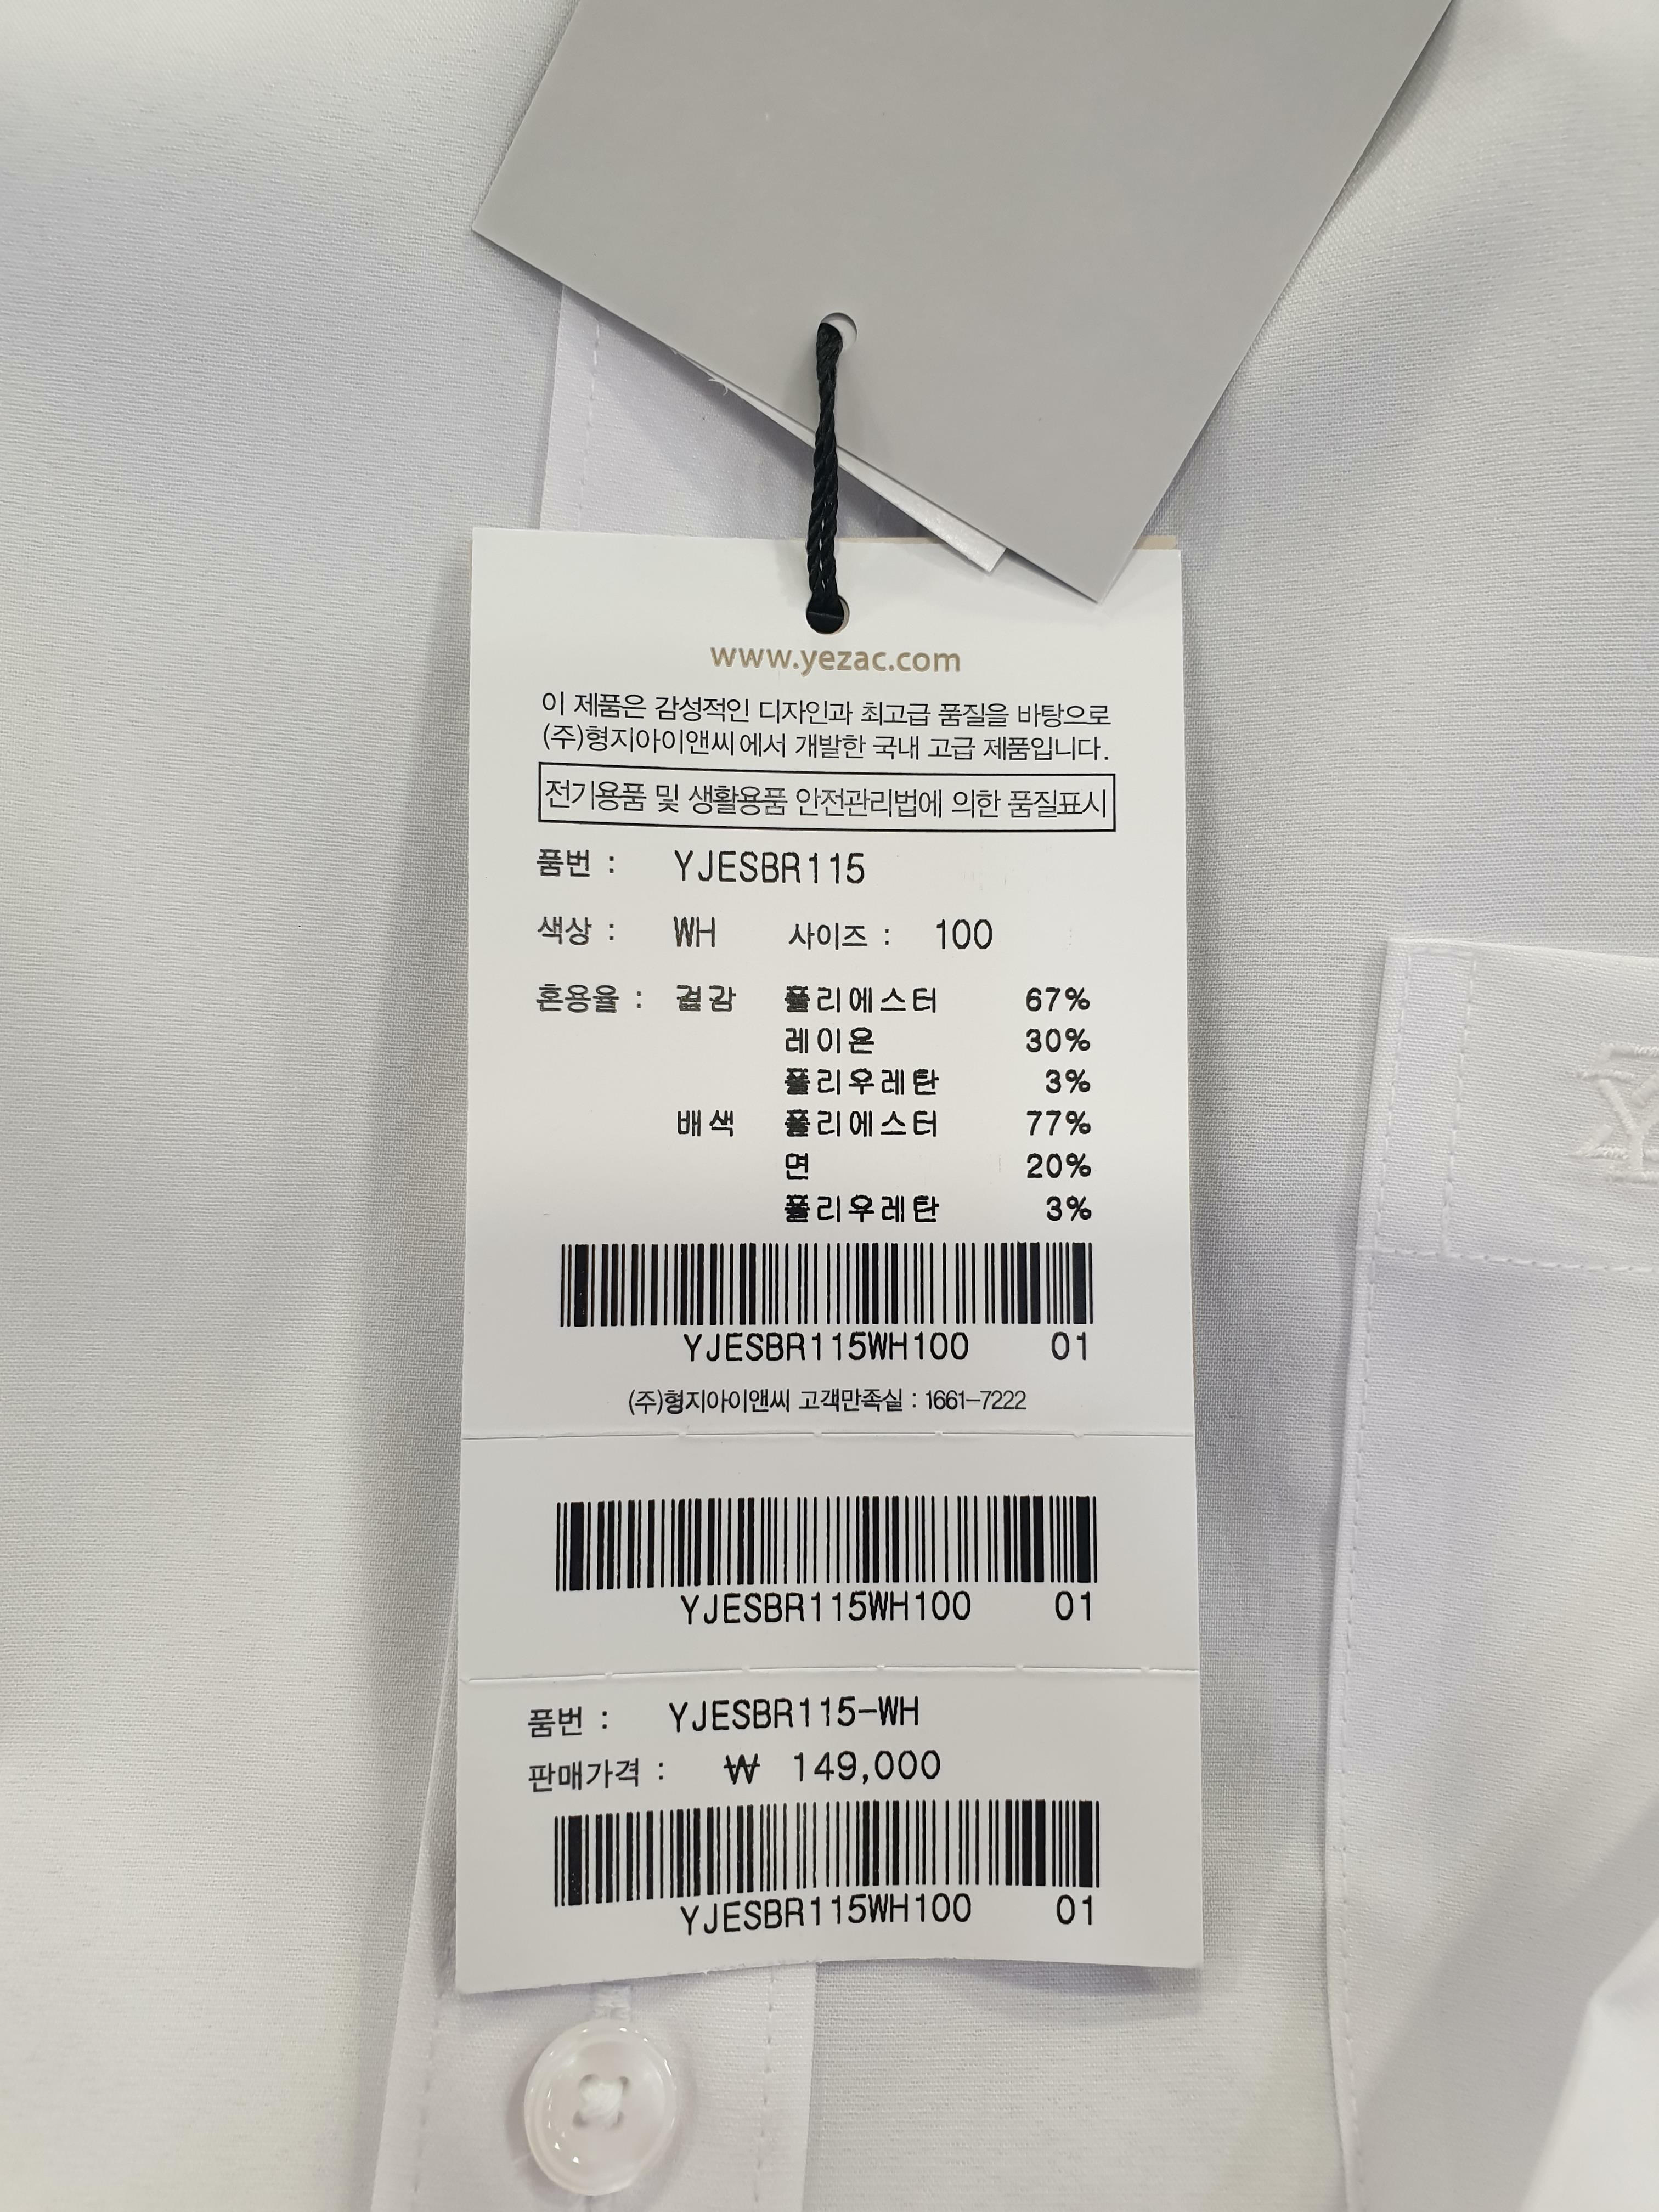 www.yezac.com
이 제품은 감성적인 디자인과 최고급 품질을 바탕으로
(주)형지아이앤씨에서 개발한 국내 고급 제품입니다.
전기용품 및 생활용품 안전관리법에 의한 품질표시
품번 : YJESBR115
색상 : WH 사이즈 : 100
혼용율 : 겉감 폴리에스터 67%
레이온 30%
폴리우레탄 3%
배색 폴리에스터 77%
면 20%
폴리우레탄 3%
YJESBR115WH100 01
(주)형지아이앤씨 고객만족실 : 1661-7222
YJESBR115WH100 01
품번 : YJESBR115-WH
판매가격 : ₩ 149,000
YJESBR115WH100 01